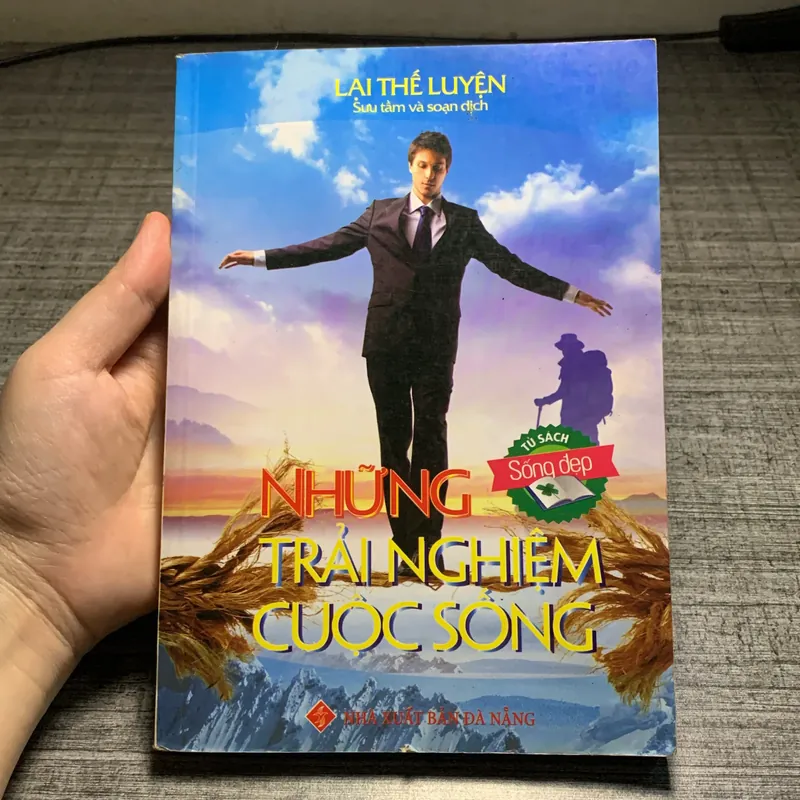 LẠI THẾ LUYỆN
Sưu tầm và soạn dịch
TỦ SÁCH
Sống đẹp
NHỮNG
TRẢI NGHIỆM
CUỘC SỐNG
NHÀ XUẤT BẢN ĐÀ NẴNG